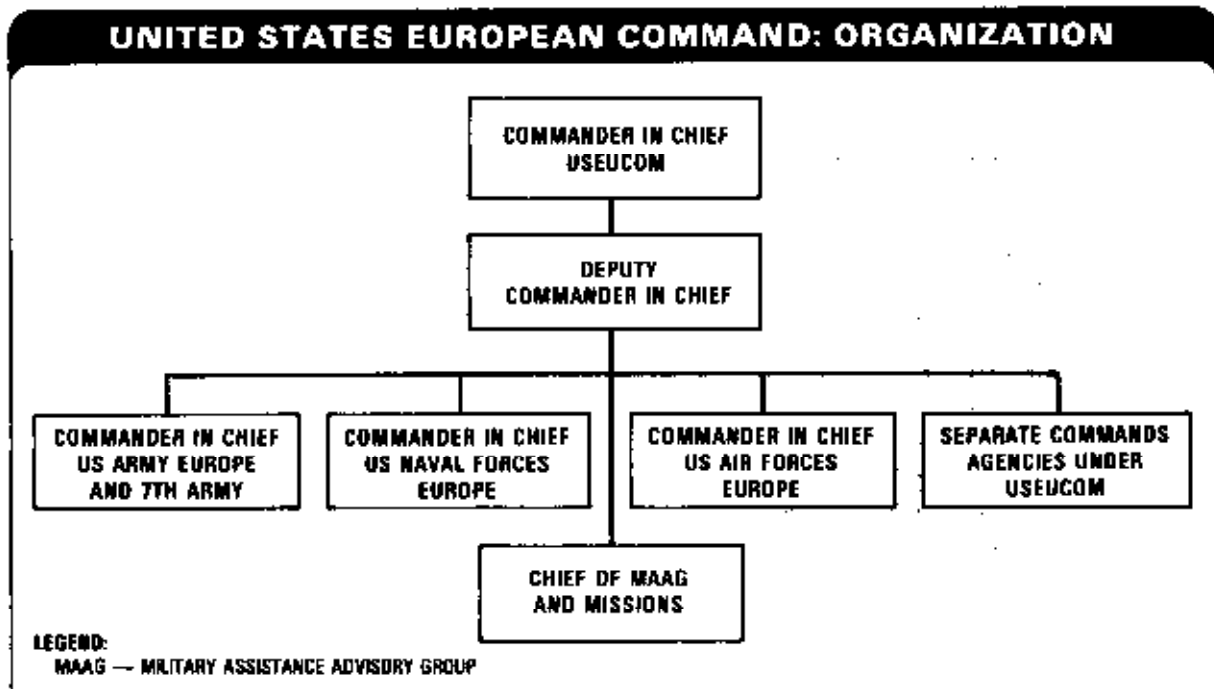 UNITED STATES EUROPEAN COMMAND: ORGANIZATION
COMMANDER IN CHIEF
USEUCOM
DEPUTY
COMMANDER IN CHIEF
COMMANDER IN CHIEF
US ARMY EUROPE
AND 7TH ARMY
COMMANDER IN CHIEF
US NAVAL FORCES
EUROPE
COMMANDER IN CHIEF
US AIR FORCES
EUROPE
SEPARATE COMMANDS
AGENCIES UNDER
USEUCOM
CHIEF OF MAAG
AND MISSIONS
LEGEND:
MAAG — MILITARY ASSISTANCE ADVISORY GROUP